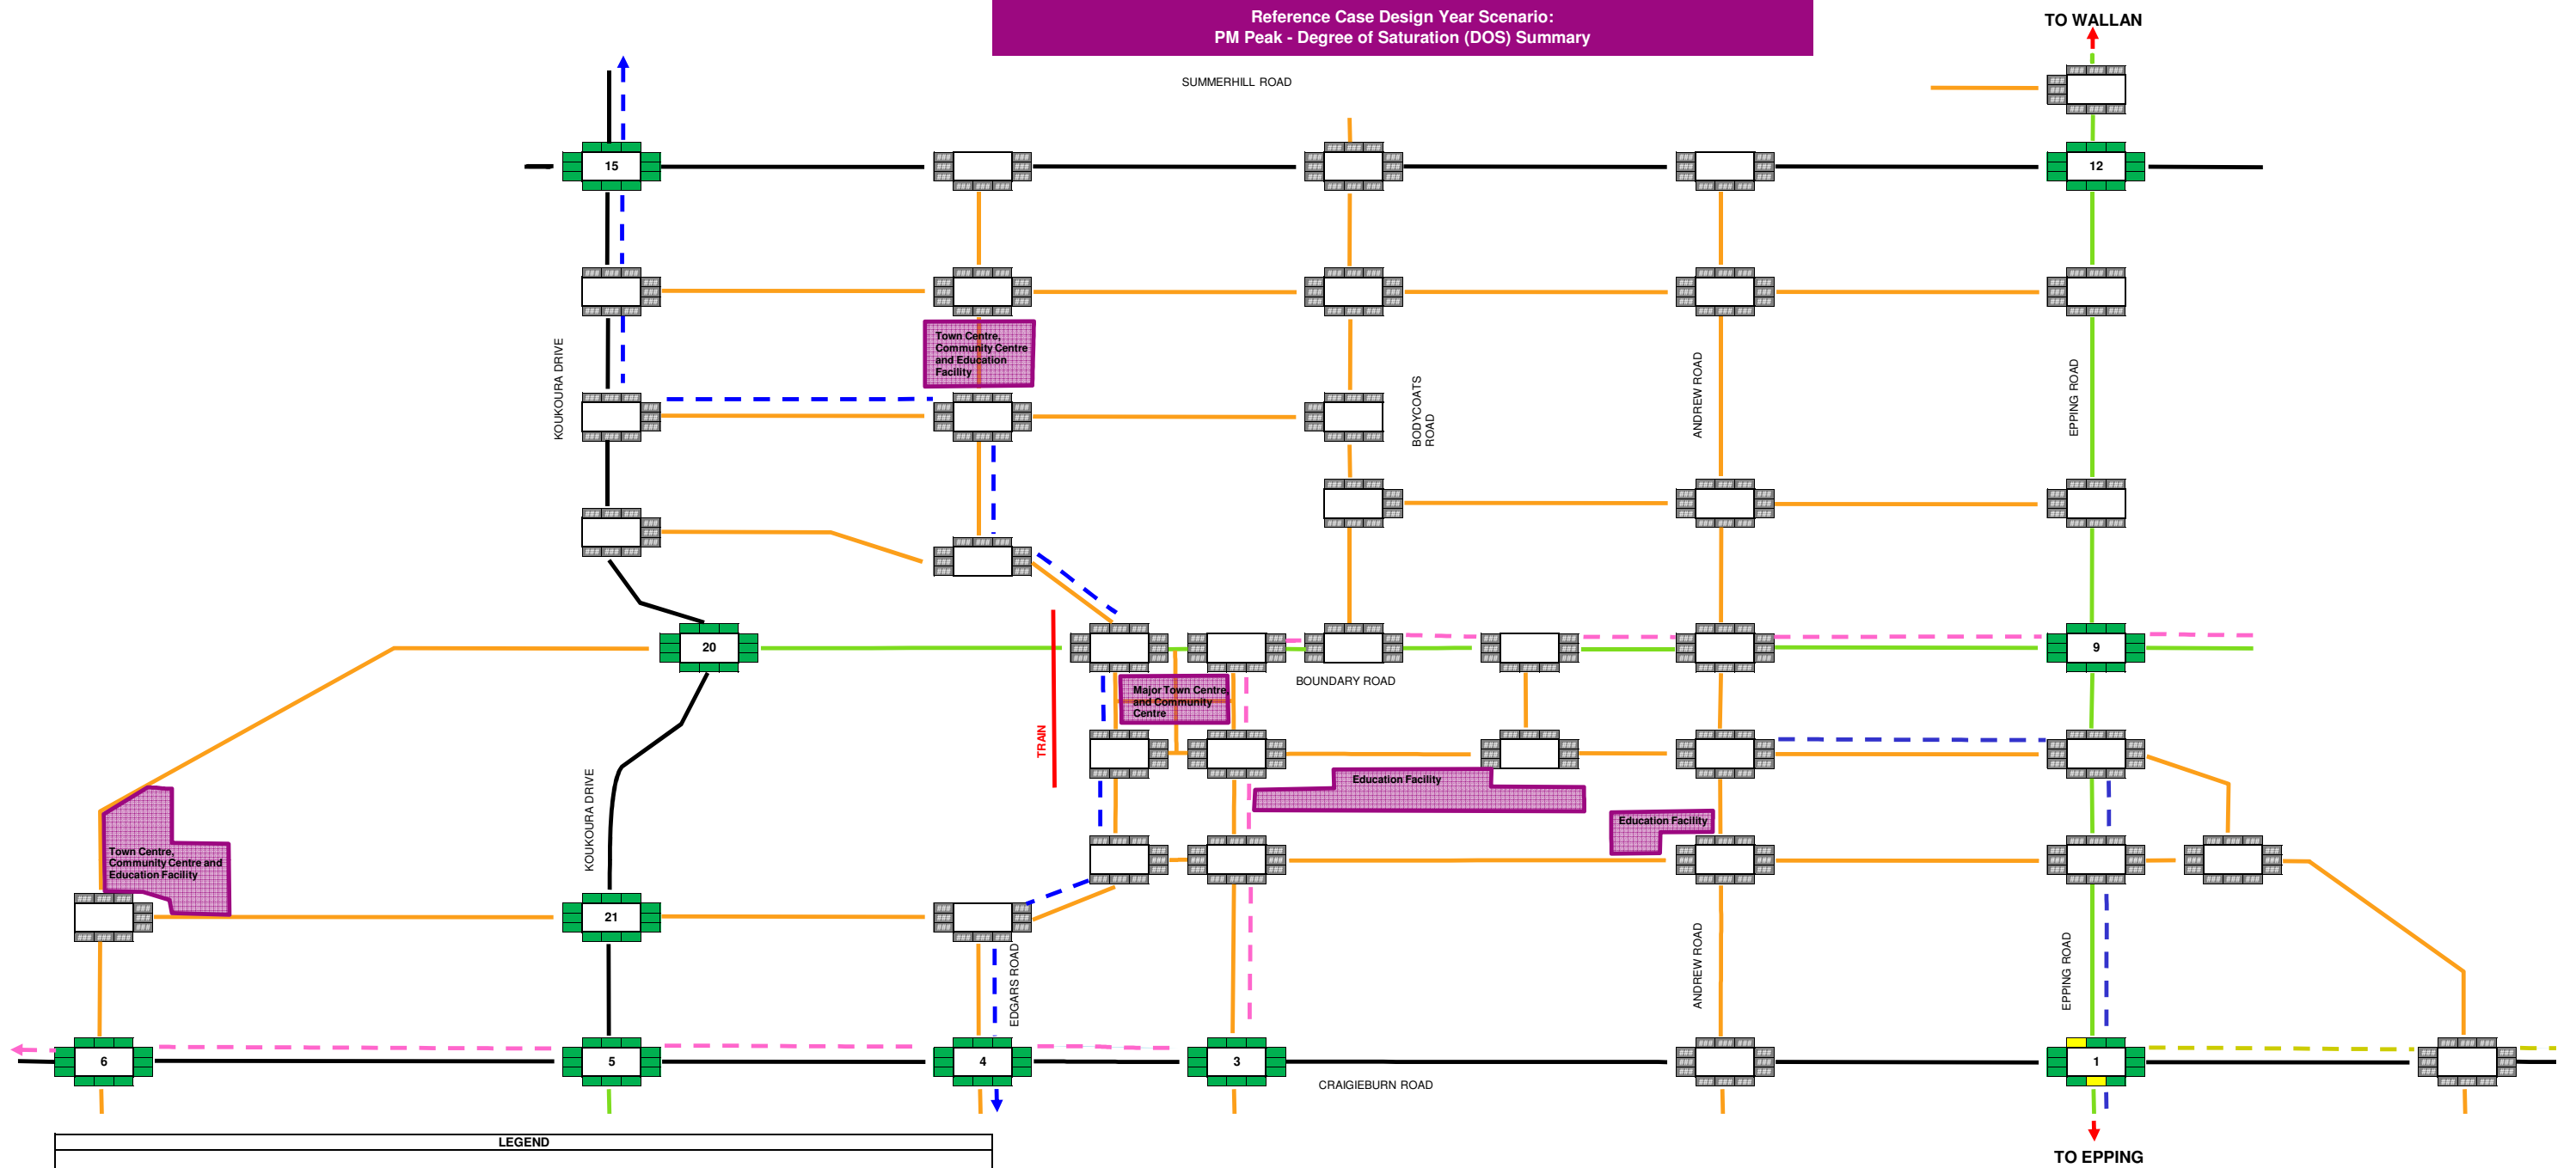 Reference Case Design Year Scenario:
PM Peak - Degree of Saturation (DOS) Summary
TO WALLAN
SUMMERHILL ROAD
15
12
Town Centre,
Community Centre
and Education
Facility
KOUKOURA DRIVE
BODYCOATS
ROAD
ANDREW ROAD
EPPING ROAD
20
9
BOUNDARY ROAD
Major Town Centre
and Community
Centre
TRAIN
Education Facility
Education Facility
KOUKOURA DRIVE
Town Centre,
Community Centre and
Education Facility
21
EDGARS ROAD
ANDREW ROAD
EPPING ROAD
6
5
4
3
1
CRAIGIEBURN ROAD
LEGEND
TO EPPING